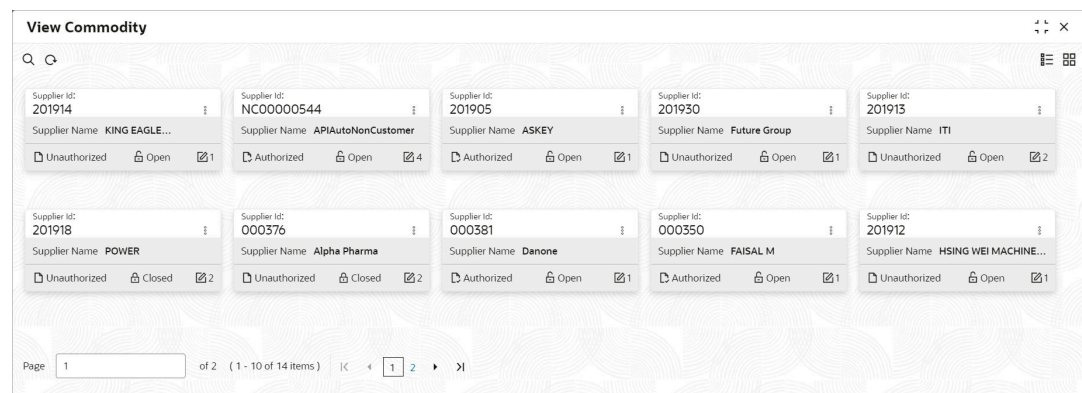 View Commodity
Supplier Id: Supplier Id: Supplier Id: Supplier Id: Supplier Id:
201914 NC00000544 201905 201930 201913
Supplier Name KING EAGLE... Supplier Name APIAutoNonCustomer Supplier Name ASKEY Supplier Name Future Group Supplier Name ITI
Unauthorized Open 1 Authorized Open 4 Authorized Open 1 Unauthorized Open 1 Unauthorized Open 2
Supplier Id: Supplier Id: Supplier Id: Supplier Id: Supplier Id:
201918 000376 000381 000350 201912
Supplier Name POWER Supplier Name Alpha Pharma Supplier Name Danone Supplier Name FAISAL M Supplier Name HSING WEI MACHINE...
Unauthorized Closed 2 Unauthorized Closed 2 Authorized Open 1 Authorized Open 1 Unauthorized Open 1
Page 1 of 2 ( 1 - 10 of 14 items ) 1 2